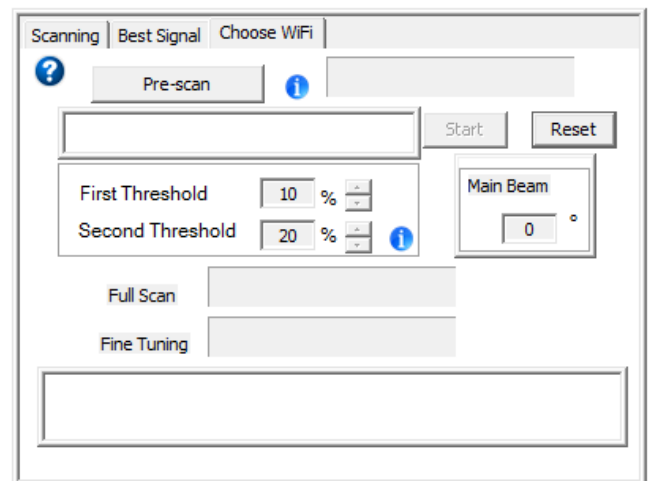 Scanning Best Signal Choose WiFi
? Pre-scan i
Start Reset
First Threshold 10 %
Second Threshold 20 % i
Main Beam
0 °
Full Scan
Fine Tuning